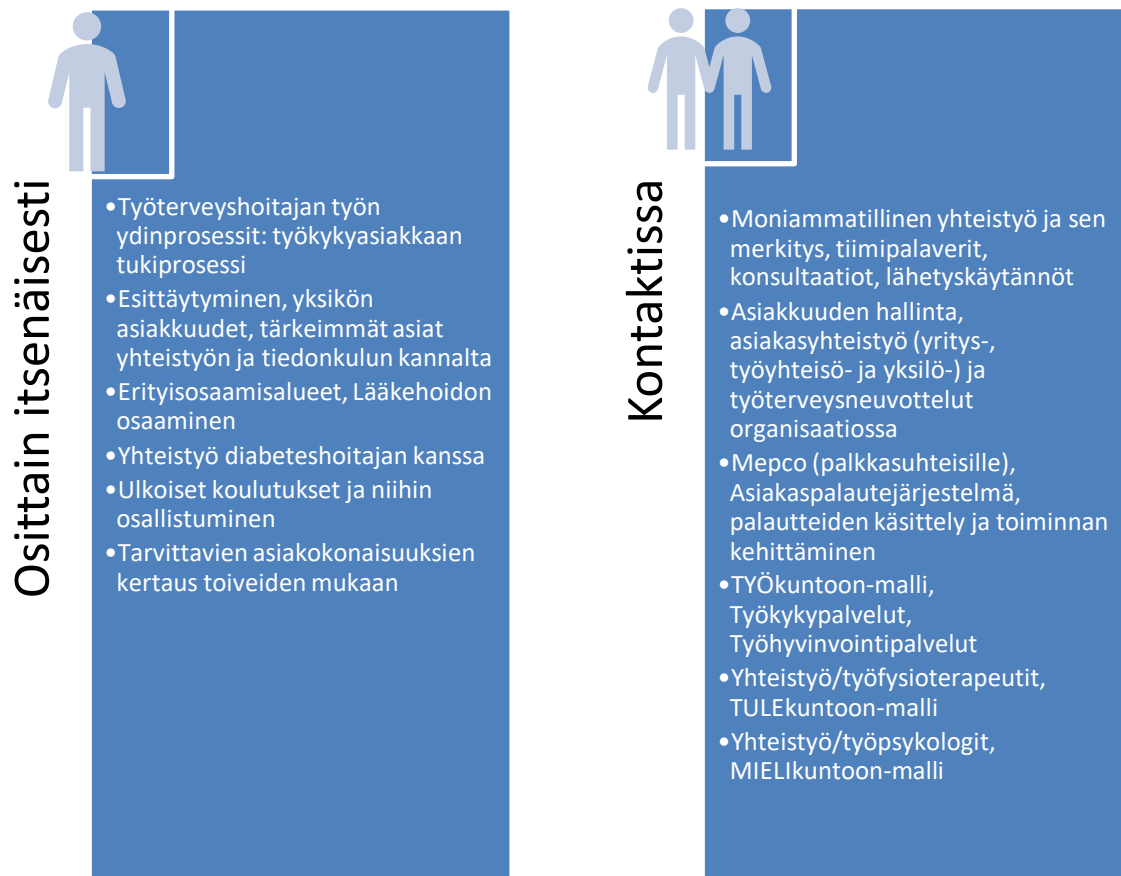 Osittain itsenäisesti
•Työterveyshoitajan työn
ydinprosessit: työkykyasiakkaan
tukiprosessi
•Esittäytyminen, yksikön
asiakkuudet, tärkeimmät asiat
yhteistyön ja tiedonkulun kannalta
•Erityisosaamisalueet, Lääkehoidon
osaaminen
•Yhteistyö diabeteshoitajan kanssa
•Ulkoiset koulutukset ja niihin
osallistuminen
•Tarvittavien asiakokonaisuuksien
kertaus toiveiden mukaan
Kontaktissa
•Moniammatillinen yhteistyö ja sen
merkitys, tiimipalaverit,
konsultaatiot, lähetyskäytännöt
•Asiakkuuden hallinta,
asiakasyhteistyö (yritys-,
työyhteisö- ja yksilö-) ja
työterveysneuvottelut
organisaatiossa
•Mepco (palkkasuhteisille),
Asiakaspalautejärjestelmä,
palautteiden käsittely ja toiminnan
kehittäminen
•TYÖkuntoon-malli,
Työkykypalvelut,
Työhyvinvointipalvelut
•Yhteistyö/työfysioterapeutit,
TULEkuntoon-malli
•Yhteistyö/työpsykologit,
MIELIkuntoon-malli